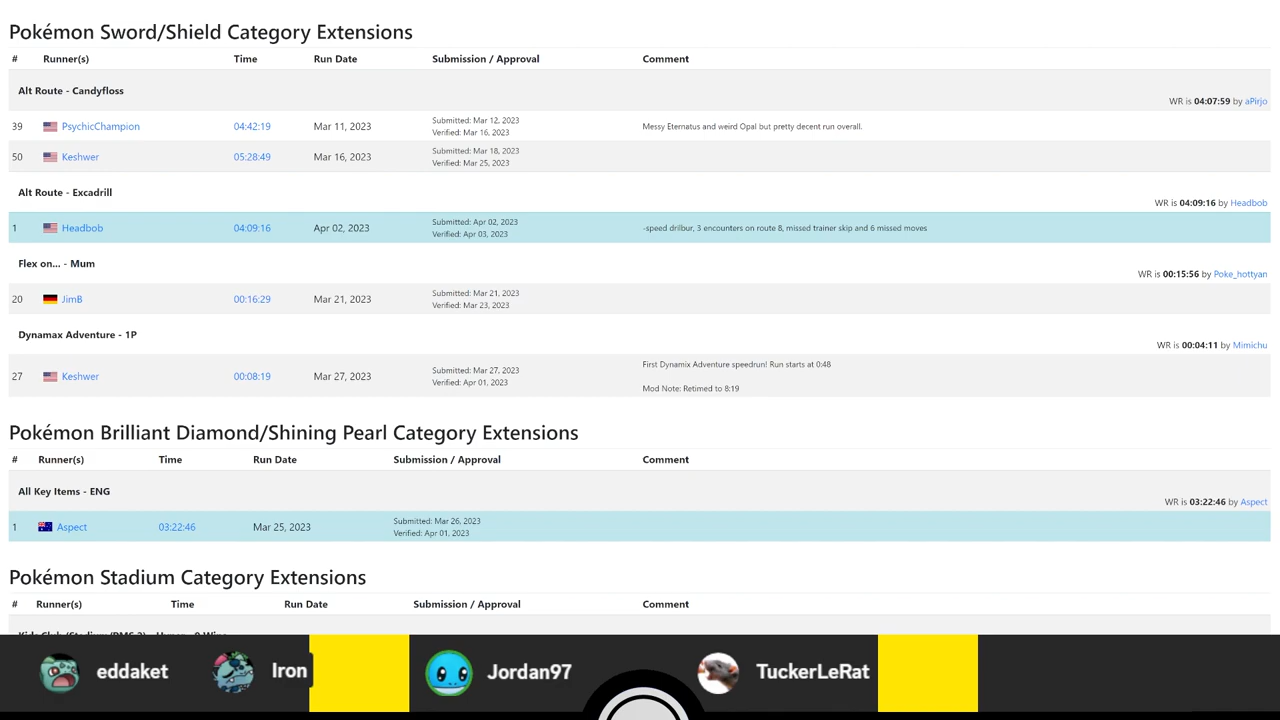 Pokémon Sword/Shield Category Extensions
# Runner(s) Time Run Date Submission / Approval Comment
Alt Route - Candyfloss
WR is 04:07:59 by aPirjo
39 PsychicChampion 04:42:19 Mar 11, 2023 Submitted: Mar 12, 2023 Verified: Mar 16, 2023 Messy Eternatus and weird Opal but pretty decent run overall.
50 Keshwer 05:28:49 Mar 16, 2023 Submitted: Mar 18, 2023 Verified: Mar 25, 2023
Alt Route - Excadrill
WR is 04:09:16 by Headbob
1 Headbob 04:09:16 Apr 02, 2023 Submitted: Apr 02, 2023 Verified: Apr 03, 2023 -speed drilbur, 3 encounters on route 8, missed trainer skip and 6 missed moves
Flex on... - Mum
WR is 00:15:56 by Poke_hottyan
20 JimB 00:16:29 Mar 21, 2023 Submitted: Mar 21, 2023 Verified: Mar 23, 2023
Dynamax Adventure - 1P
WR is 00:04:11 by Mimichu
27 Keshwer 00:08:19 Mar 27, 2023 Submitted: Mar 27, 2023 Verified: Apr 01, 2023 First Dynamix Adventure speedrun! Run starts at 0:48
Mod Note: Retimed to 8:19
Pokémon Brilliant Diamond/Shining Pearl Category Extensions
# Runner(s) Time Run Date Submission / Approval Comment
All Key Items - ENG
WR is 03:22:46 by Aspect
1 Aspect 03:22:46 Mar 25, 2023 Submitted: Mar 26, 2023 Verified: Apr 01, 2023
Pokémon Stadium Category Extensions
# Runner(s) Time Run Date Submission / Approval Comment
eddaket Iron Jordan97 TuckerLeRat